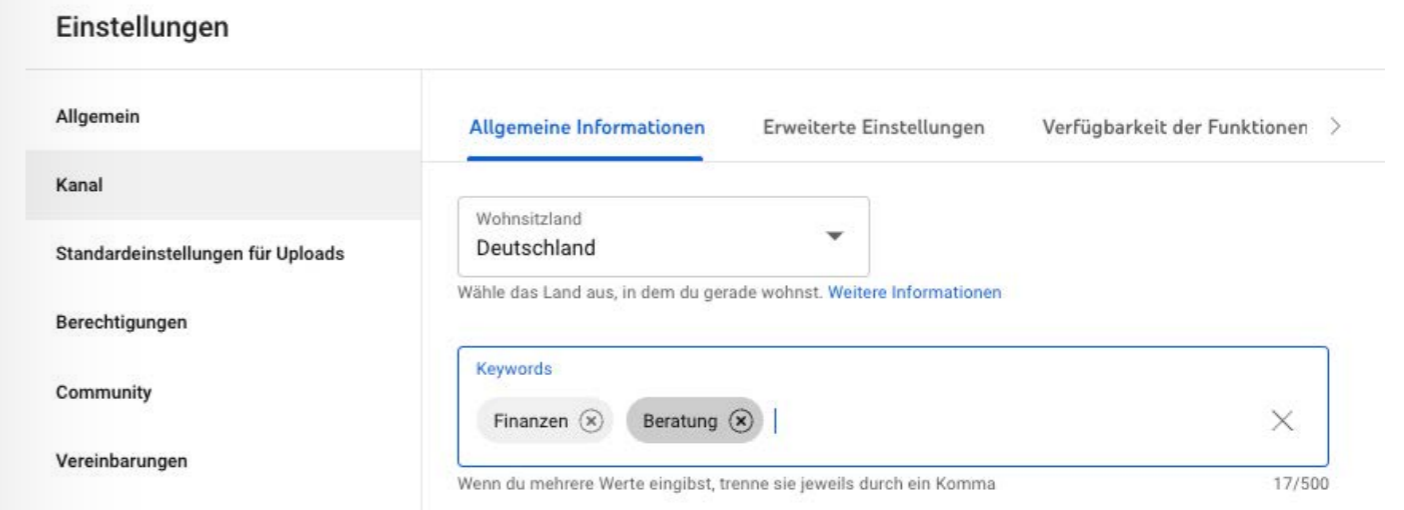 Einstellungen
Allgemein
Kanal
Standardeinstellungen für Uploads
Berechtigungen
Community
Vereinbarungen
Allgemeine Informationen Erweiterte Einstellungen Verfügbarkeit der Funktionen
Wohnsitzland
Deutschland
Wähle das Land aus, in dem du gerade wohnst. Weitere Informationen
Keywords
Finanzen Beratung
Wenn du mehrere Werte eingibst, trenne sie jeweils durch ein Komma 17/500